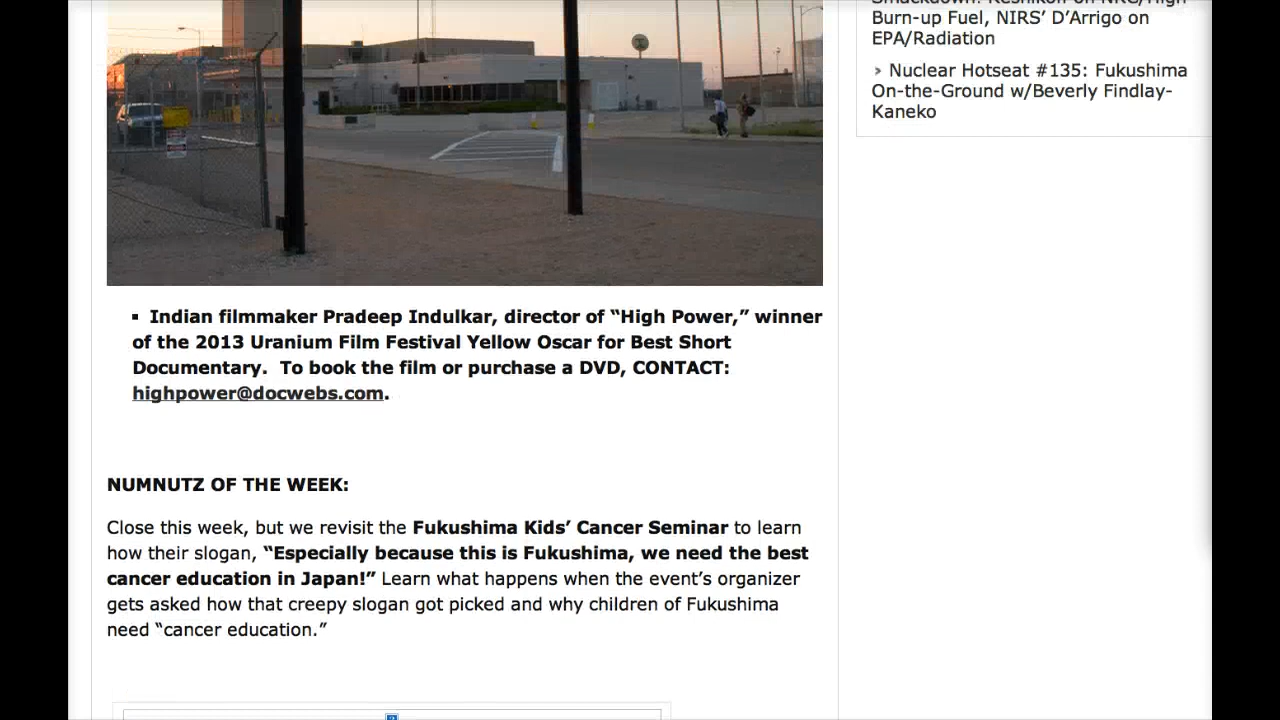 Burn-up Fuel, NIRS’ D’Arrigo on
EPA/Radiation
› Nuclear Hotseat #135: Fukushima
On-the-Ground w/Beverly Findlay-
Kaneko
▪ Indian filmmaker Pradeep Indulkar, director of “High Power,” winner
of the 2013 Uranium Film Festival Yellow Oscar for Best Short
Documentary.  To book the film or purchase a DVD, CONTACT:
highpower@docwebs.com.
NUMNUTZ OF THE WEEK:
Close this week, but we revisit the Fukushima Kids’ Cancer Seminar to learn
how their slogan, “Especially because this is Fukushima, we need the best
cancer education in Japan!” Learn what happens when the event’s organizer
gets asked how that creepy slogan got picked and why children of Fukushima
need “cancer education.”